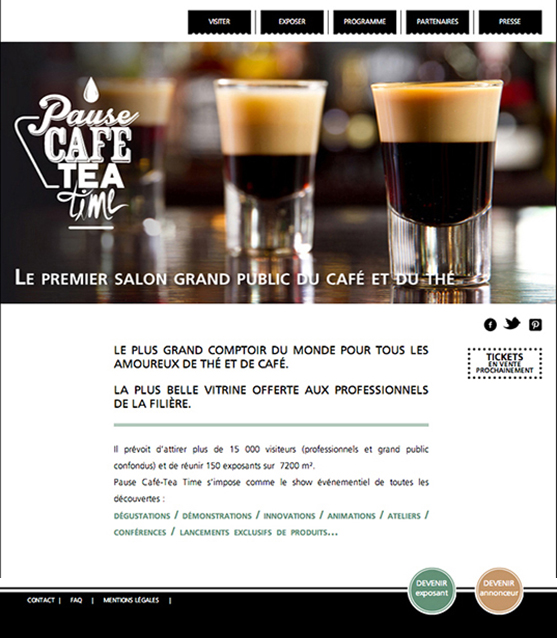 VISITER
EXPOSER
PROGRAMME
PARTENAIRES
PRESSE
Pause
CAFÉ
TEA
time
LE PREMIER SALON GRAND PUBLIC DU CAFÉ ET DU THÉ
LE PLUS GRAND COMPTOIR DU MONDE POUR TOUS LES
AMOUREUX DE THÉ ET DE CAFÉ.
LA PLUS BELLE VITRINE OFFERTE AUX PROFESSIONNELS
DE LA FILIÈRE.
TICKETS
EN VENTE
PROCHAINEMENT
Il prévoit d'attirer plus de 15 000 visiteurs (professionnels et grand public
confondus) et de réunir 150 exposants sur 7200 m².
Pause Café-Tea Time s'impose comme le show événementiel de toutes les
découvertes :
DÉGUSTATIONS / DÉMONSTRATIONS / INNOVATIONS / ANIMATIONS / ATELIERS /
CONFÉRENCES / LANCEMENTS EXCLUSIFS DE PRODUITS...
DEVENIR
exposant
DEVENIR
annonceur
CONTACT | FAQ | MENTIONS LÉGALES |